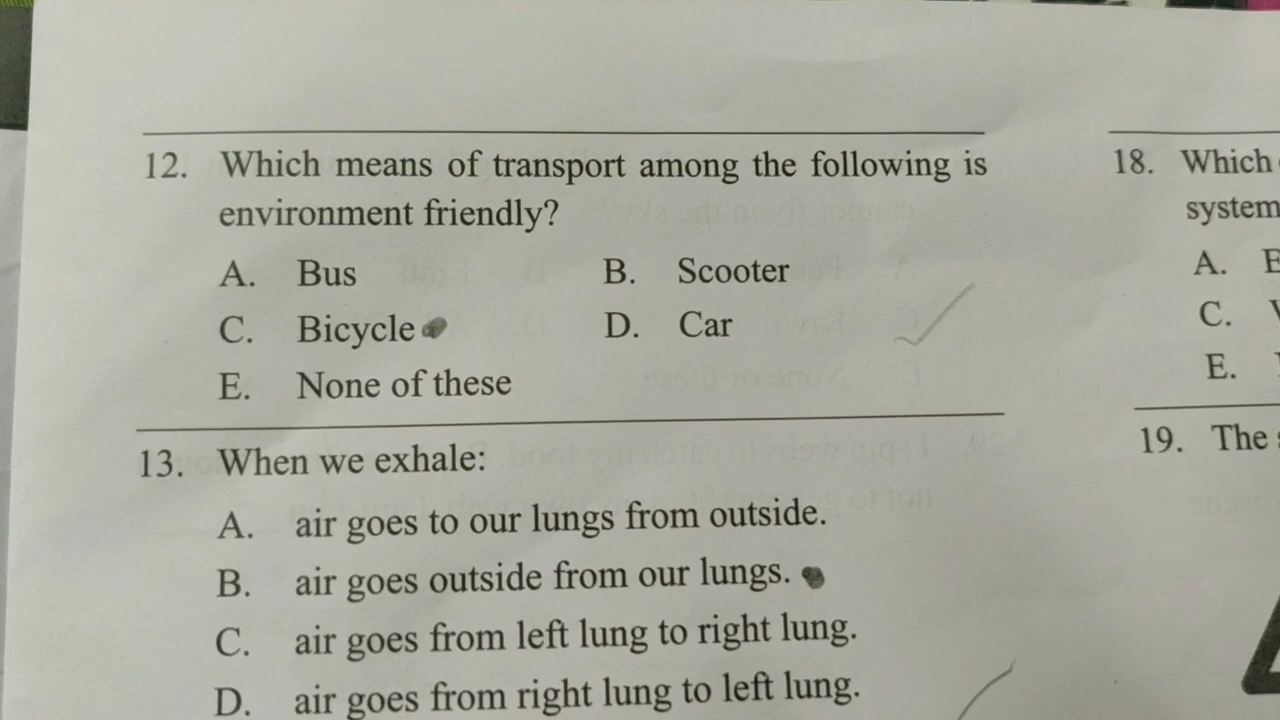 12. Which means of transport among the following is
environment friendly?
A. Bus B. Scooter
C. Bicycle D. Car
E. None of these
13. When we exhale:
A. air goes to our lungs from outside.
B. air goes outside from our lungs.
C. air goes from left lung to right lung.
D. air goes from right lung to left lung.
18. Which
system
A.
C.
E.
19. The